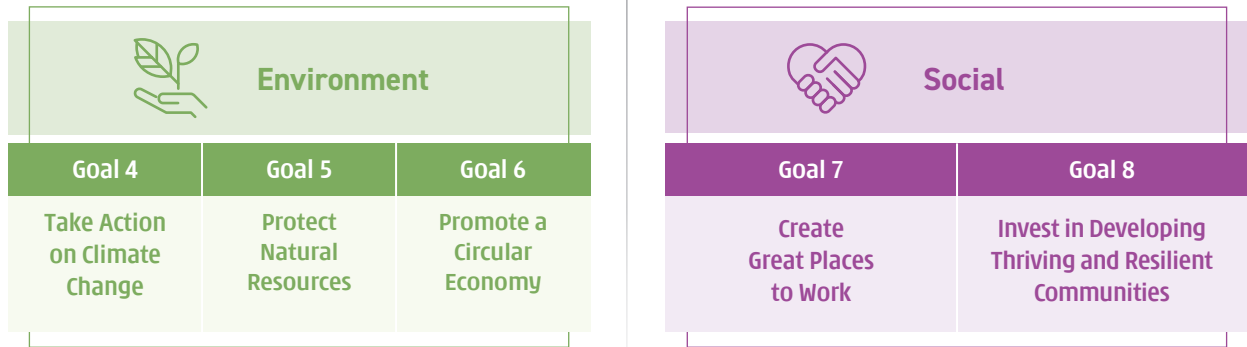 Environment
Goal 4
Take Action
on Climate
Change
Goal 5
Protect
Natural
Resources
Goal 6
Promote a
Circular
Economy
Social
Goal 7
Create
Great Places
to Work
Goal 8
Invest in Developing
Thriving and Resilient
Communities